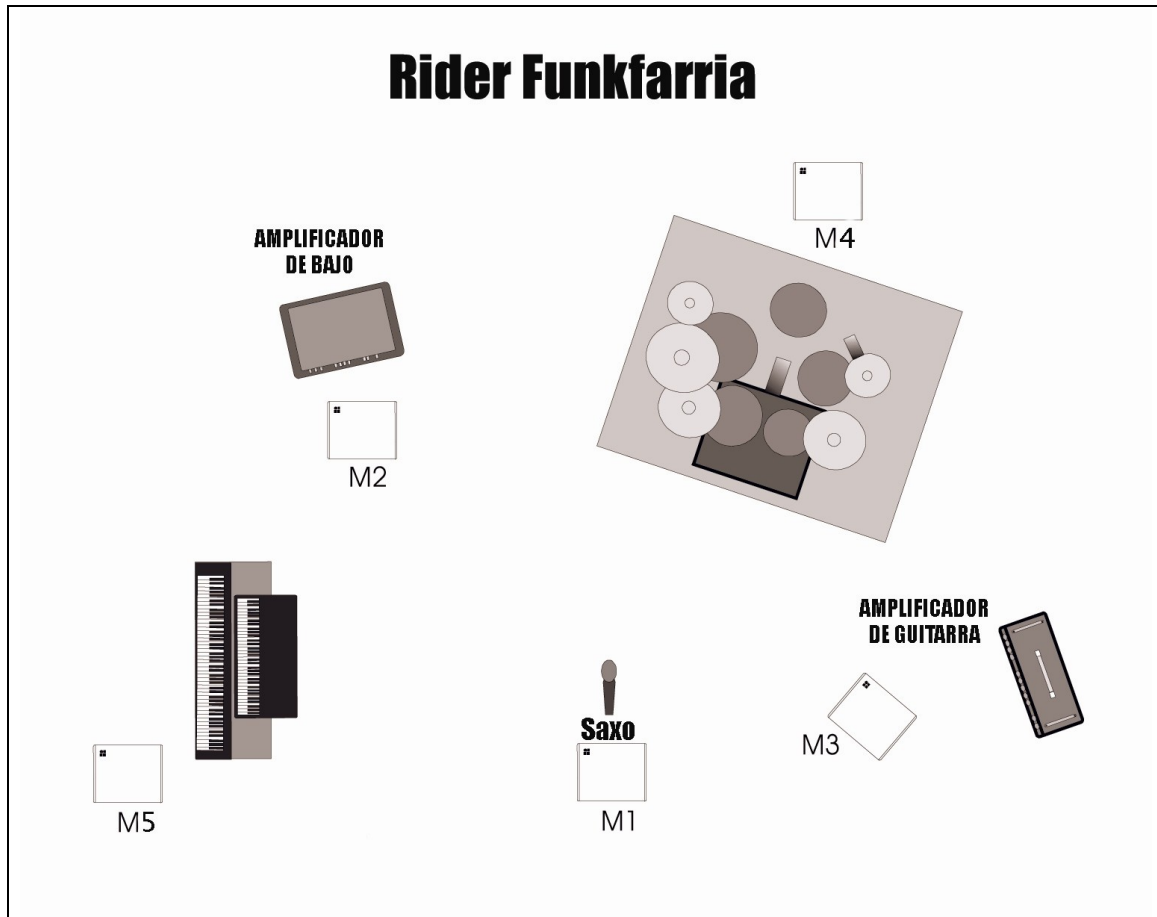 Rider Funkfarria
M4
AMPLIFICADOR
DE BAJO
M2
AMPLIFICADOR
DE GUITARRA
Saxo
M3
M5
M1